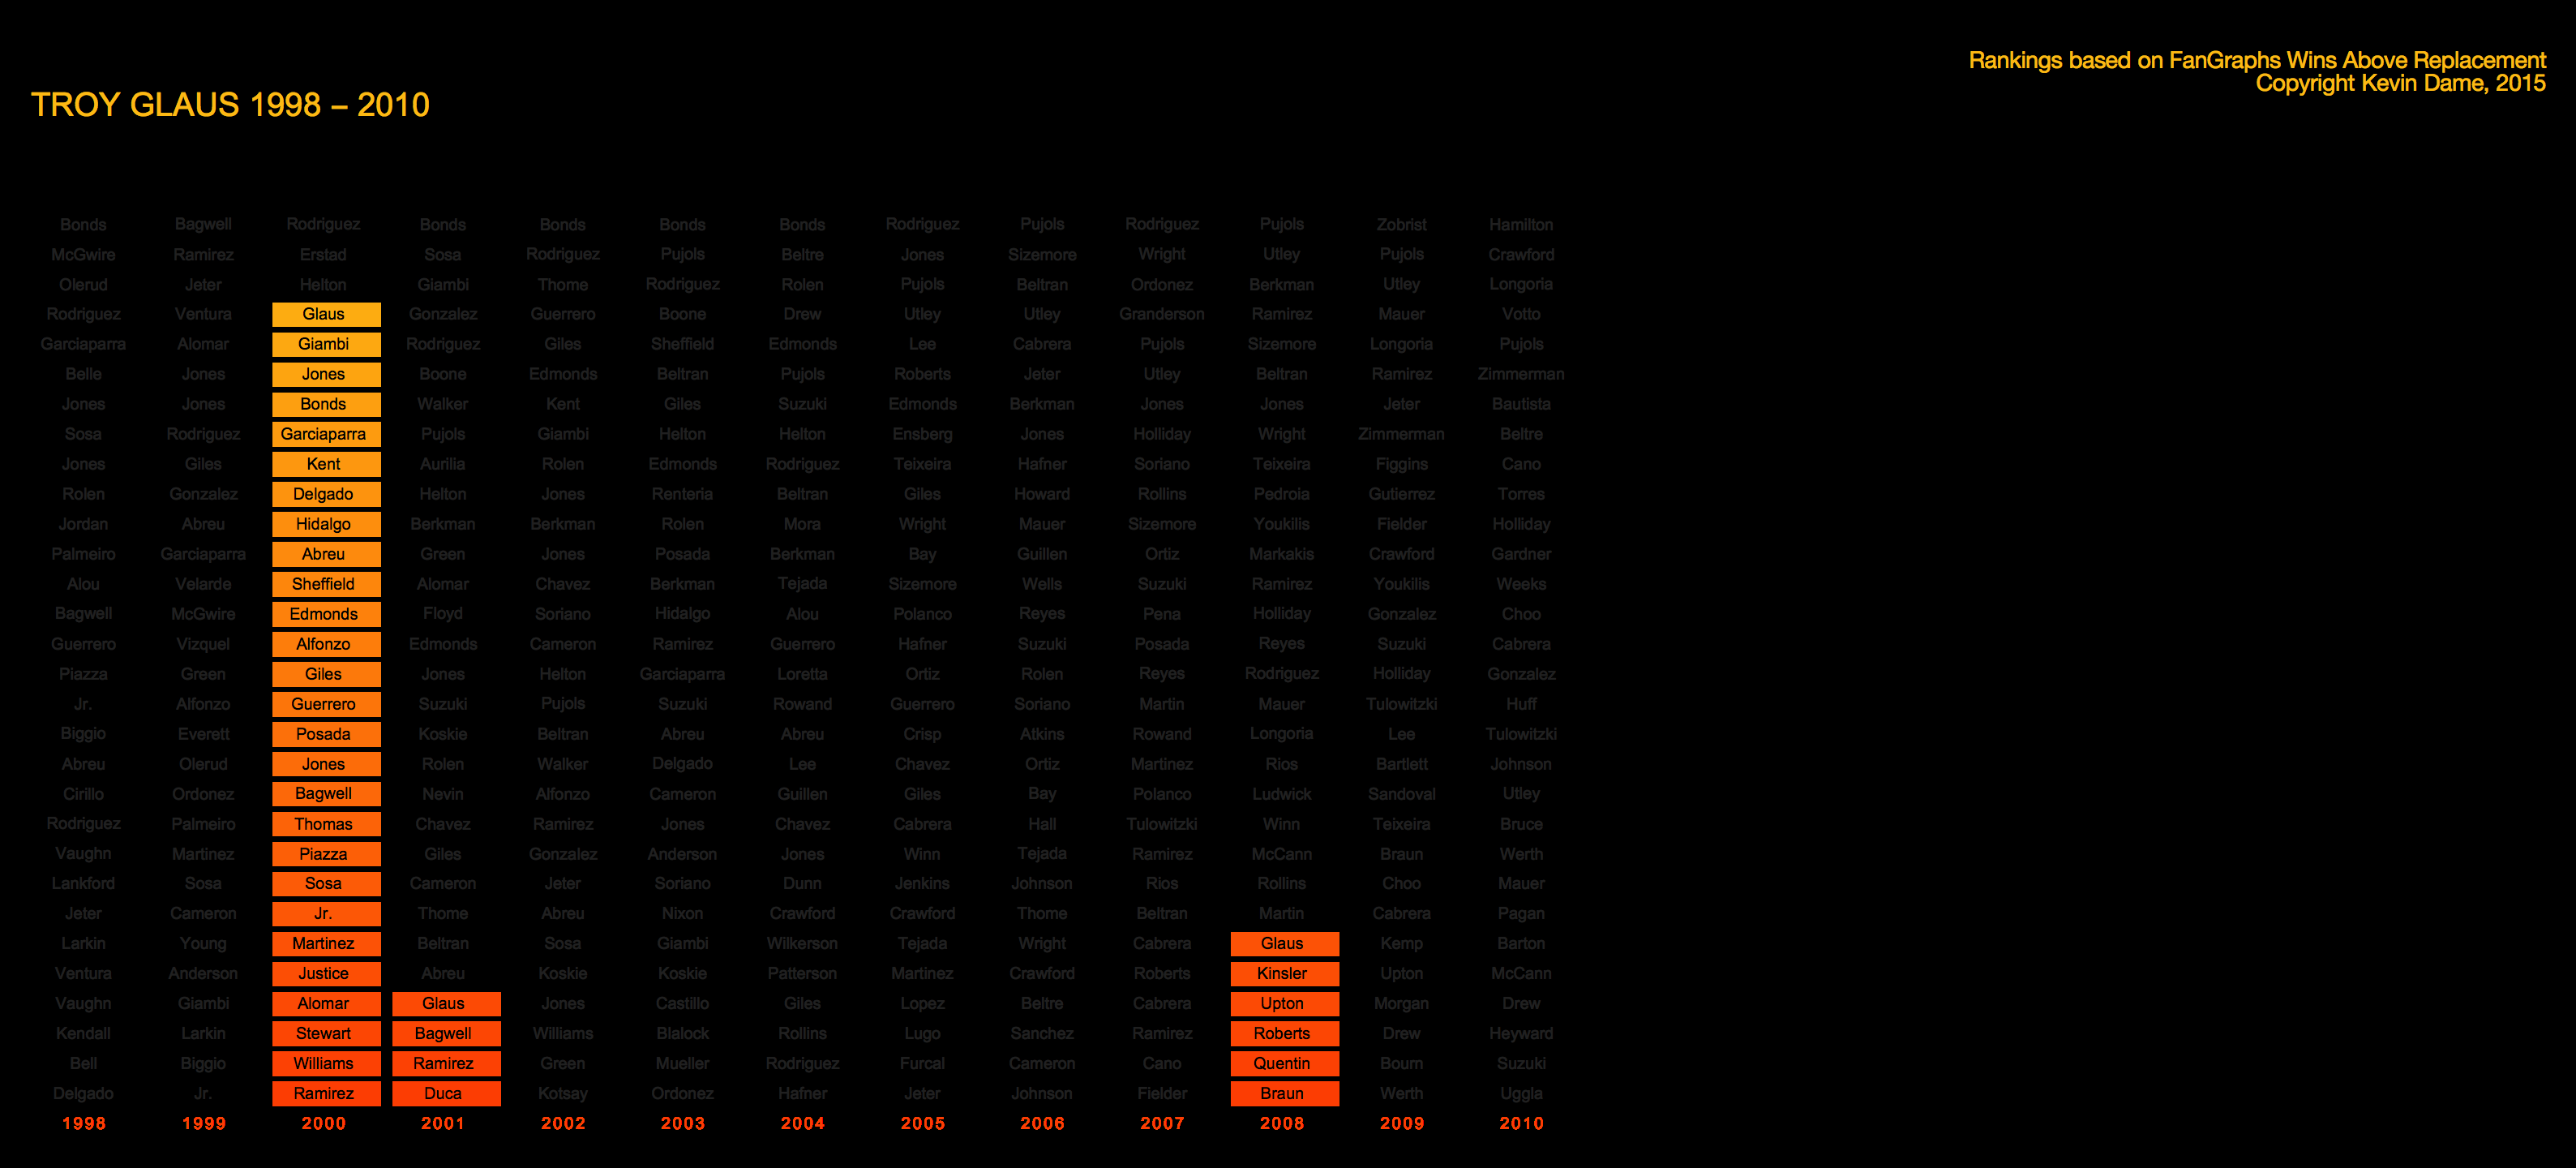 Rankings based on FanGraphs Wins Above Replacement
Copyright Kevin Dame, 2015
TROY GLAUS 1998 – 2010
Bonds Bagwell Rodriguez Bonds Bonds Bonds Bonds Rodriguez Pujols Rodriguez Pujols Zobrist Hamilton
McGwire Ramirez Erstad Sosa Rodriguez Pujols Beltre Jones Sizemore Wright Utley Pujols Crawford
Olerud Jeter Helton Giambi Thome Rodriguez Rolen Pujols Beltran Ordonez Berkman Utley Longoria
Rodriguez Ventura Glaus Gonzalez Guerrero Boone Drew Utley Utley Granderson Ramirez Mauer Votto
Garciaparra Alomar Giambi Rodriguez Giles Sheffield Edmonds Lee Cabrera Pujols Sizemore Longoria Pujols
Belle Jones Jones Boone Edmonds Beltran Pujols Roberts Jeter Utley Beltran Ramirez Zimmerman
Jones Jones Bonds Walker Kent Giles Suzuki Edmonds Berkman Jones Jones Jeter Bautista
Sosa Rodriguez Garciaparra Pujols Giambi Helton Helton Ensberg Jones Holliday Wright Zimmerman Beltre
Jones Giles Kent Aurilia Rolen Edmonds Rodriguez Teixeira Hafner Soriano Teixeira Figgins Cano
Rolen Gonzalez Delgado Helton Jones Renteria Beltran Giles Howard Rollins Pedroia Gutierrez Torres
Jordan Abreu Hidalgo Berkman Berkman Rolen Mora Wright Mauer Sizemore Youkilis Fielder Holliday
Palmeiro Garciaparra Abreu Green Jones Posada Berkman Bay Guillen Ortiz Markakis Crawford Gardner
Alou Velarde Sheffield Alomar Chavez Berkman Tejada Sizemore Wells Suzuki Ramirez Youkilis Weeks
Bagwell McGwire Edmonds Floyd Soriano Hidalgo Alou Polanco Reyes Pena Holliday Gonzalez Choo
Guerrero Vizquel Alfonzo Edmonds Cameron Ramirez Guerrero Hafner Suzuki Posada Reyes Suzuki Cabrera
Piazza Green Giles Jones Helton Garciaparra Loretta Ortiz Rolen Reyes Rodriguez Holliday Gonzalez
Jr. Alfonzo Guerrero Suzuki Pujols Suzuki Rowand Guerrero Soriano Martin Mauer Tulowitzki Huff
Biggio Everett Posada Koskie Beltran Abreu Abreu Crisp Atkins Rowand Longoria Lee Tulowitzki
Abreu Olerud Jones Rolen Walker Delgado Lee Chavez Ortiz Martinez Rios Bartlett Johnson
Cirillo Ordonez Bagwell Nevin Alfonzo Cameron Guillen Giles Bay Polanco Ludwick Sandoval Utley
Rodriguez Palmeiro Thomas Chavez Ramirez Jones Chavez Cabrera Hall Tulowitzki Winn Teixeira Bruce
Vaughn Martinez Piazza Giles Gonzalez Anderson Jones Winn Tejada Ramirez McCann Braun Werth
Lankford Sosa Sosa Cameron Jeter Soriano Dunn Jenkins Johnson Rios Rollins Choo Mauer
Jeter Cameron Jr. Thome Abreu Nixon Crawford Crawford Thome Beltran Martin Cabrera Pagan
Larkin Young Martinez Beltran Sosa Giambi Wilkerson Tejada Wright Cabrera Glaus Kemp Barton
Ventura Anderson Justice Abreu Koskie Koskie Patterson Martinez Crawford Roberts Kinsler Upton McCann
Vaughn Giambi Alomar Glaus Jones Castillo Giles Lopez Beltre Cabrera Upton Morgan Drew
Kendall Larkin Stewart Bagwell Williams Blalock Rollins Lugo Sanchez Ramirez Roberts Drew Heyward
Bell Biggio Williams Ramirez Green Mueller Rodriguez Furcal Cameron Cano Quentin Bourn Suzuki
Delgado Jr. Ramirez Duca Kotsay Ordonez Hafner Jeter Johnson Fielder Braun Werth Uggla
1998 1999 2000 2001 2002 2003 2004 2005 2006 2007 2008 2009 2010